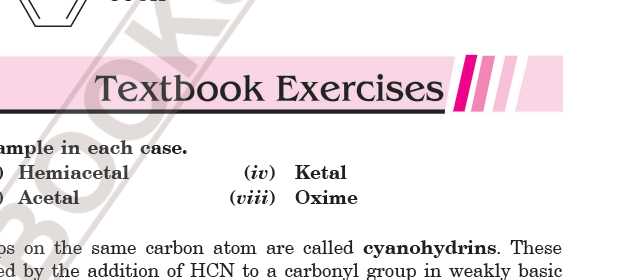 Textbook Exercises
ample in each case.
) Hemiacetal (iv) Ketal
) Acetal (viii) Oxime
ps on the same carbon atom are called cyanohydrins. These
ed by the addition of HCN to a carbonyl group in weakly basic